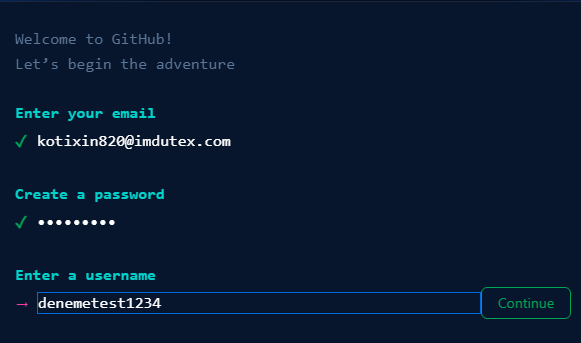 Welcome to GitHub!
Let’s begin the adventure
Enter your email
✓ kotixin820@imdutex.com
Create a password
✓ •••••••••
Enter a username
→ denemetest1234
Continue